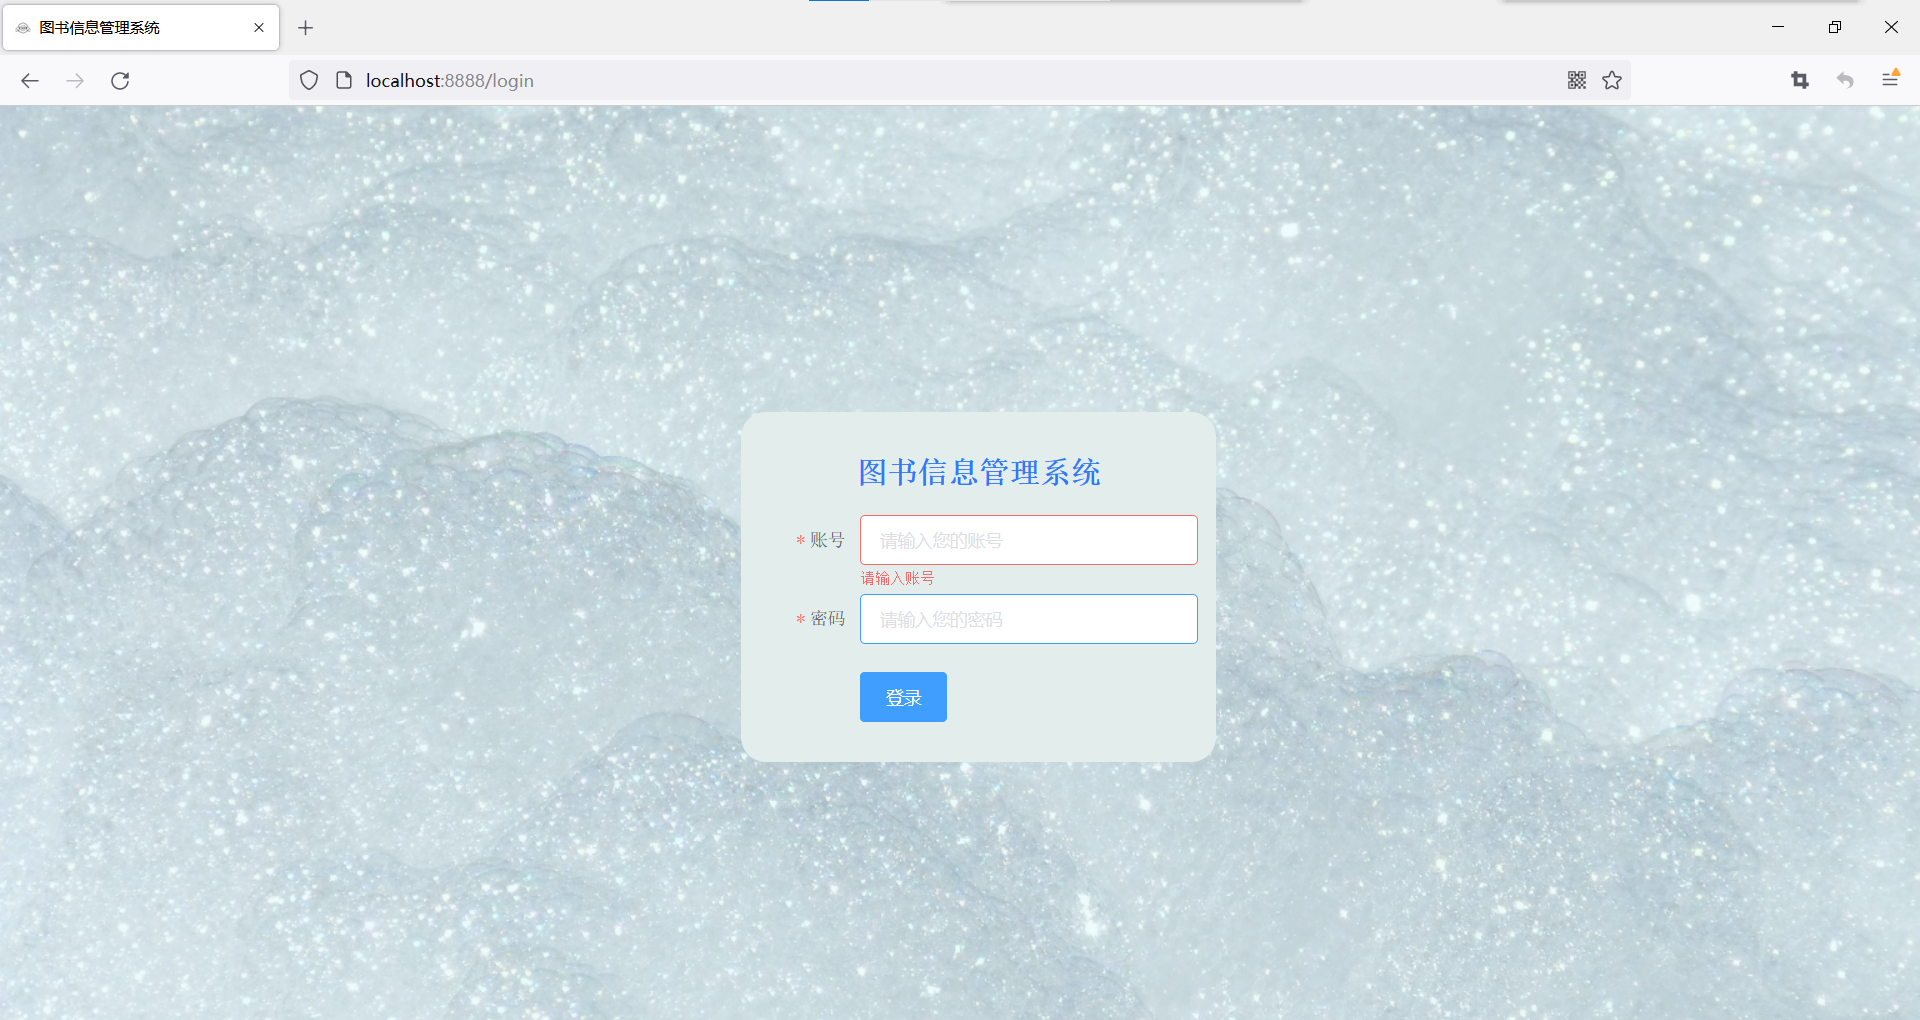 图书信息管理系统
localhost:8888/login
图书信息管理系统
* 账号 请输入您的账号
请输入账号
* 密码 请输入您的密码
登录